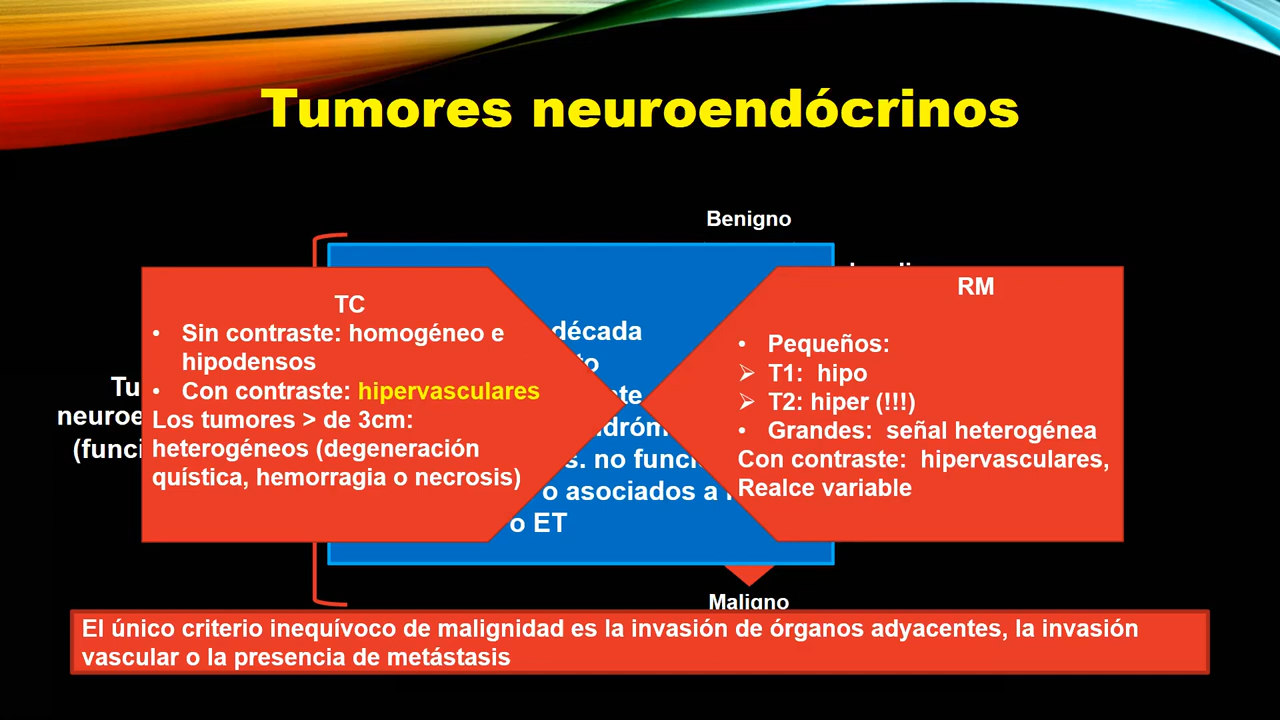 Tumores neuroendócrinos
Benigno
TC
• Sin contraste: homogéneo e
hipodensos
• Con contraste: hipervasculares
Los tumores > de 3cm:
heterogéneos (degeneración
quística, hemorragia o necrosis)
década
no funci
o asociados a
o ET
RM
• Pequeños:
➢ T1: hipo
➢ T2: hiper (!!!)
• Grandes: señal heterogénea
Con contraste: hipervasculares,
Realce variable
Maligno
El único criterio inequívoco de malignidad es la invasión de órganos adyacentes, la invasión
vascular o la presencia de metástasis